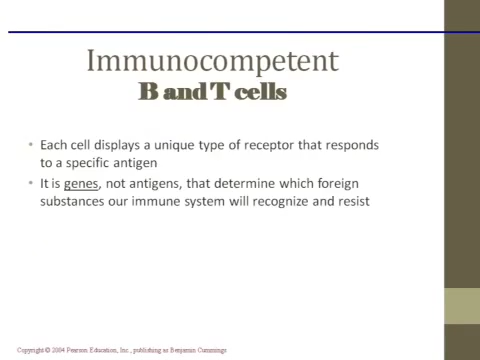 Immunocompetent
B and T cells
• Each cell displays a unique type of receptor that responds
to a specific antigen
• It is genes, not antigens, that determine which foreign
substances our immune system will recognize and resist
Copyright © 2004 Pearson Education, Inc., publishing as Benjamin Cummings